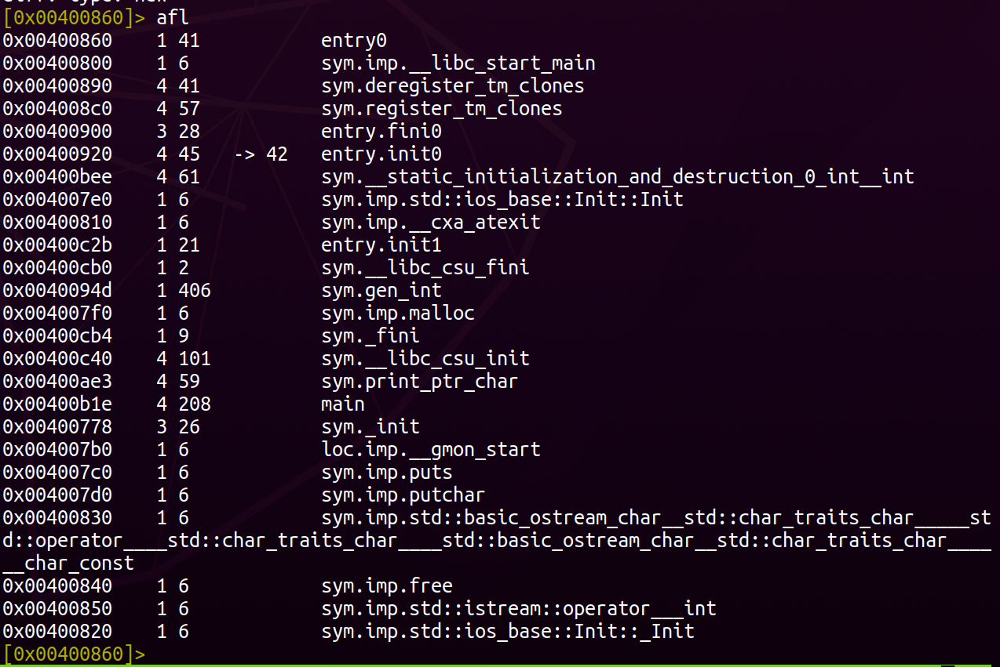 [0x00400860]> afl
0x00400860    1 41           entry0
0x00400800    1 6            sym.imp.__libc_start_main
0x00400890    4 41           sym.deregister_tm_clones
0x004008c0    4 57           sym.register_tm_clones
0x00400900    3 28           entry.fini0
0x00400920    4 45   -> 42   entry.init0
0x00400bee    4 61           sym.__static_initialization_and_destruction_0_int__int
0x004007e0    1 6            sym.imp.std::ios_base::Init::Init
0x00400810    1 6            sym.imp.__cxa_atexit
0x00400c2b    1 21           entry.init1
0x00400cb0    1 2            sym.__libc_csu_fini
0x0040094d    1 406          sym.gen_int
0x004007f0    1 6            sym.imp.malloc
0x00400cb4    1 9            sym._fini
0x00400c40    4 101          sym.__libc_csu_init
0x00400ae3    4 59           sym.print_ptr_char
0x00400b1e    4 208          main
0x00400778    3 26           sym._init
0x004007b0    1 6            loc.imp.__gmon_start
0x004007c0    1 6            sym.imp.puts
0x004007d0    1 6            sym.imp.putchar
0x00400830    1 6            sym.imp.std::basic_ostream_char__std::char_traits_char_____st
d::operator____std::char_traits_char____std::basic_ostream_char__std::char_traits_char____
__char_const
0x00400840    1 6            sym.imp.free
0x00400850    1 6            sym.imp.std::istream::operator___int
0x00400820    1 6            sym.imp.std::ios_base::Init::_Init
[0x00400860]>